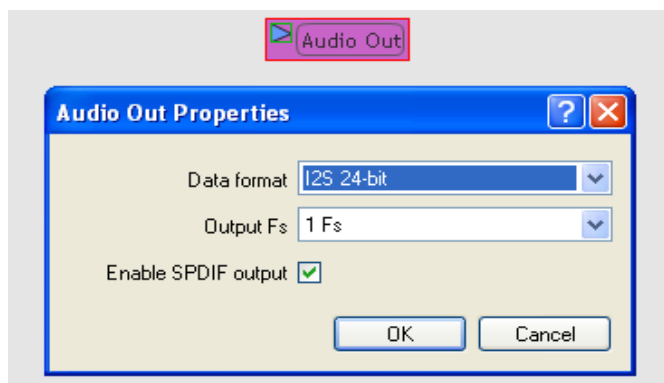 Audio Out
Audio Out Properties
?
Data format I2S 24-bit
Output Fs 1 Fs
Enable SPDIF output
OK Cancel